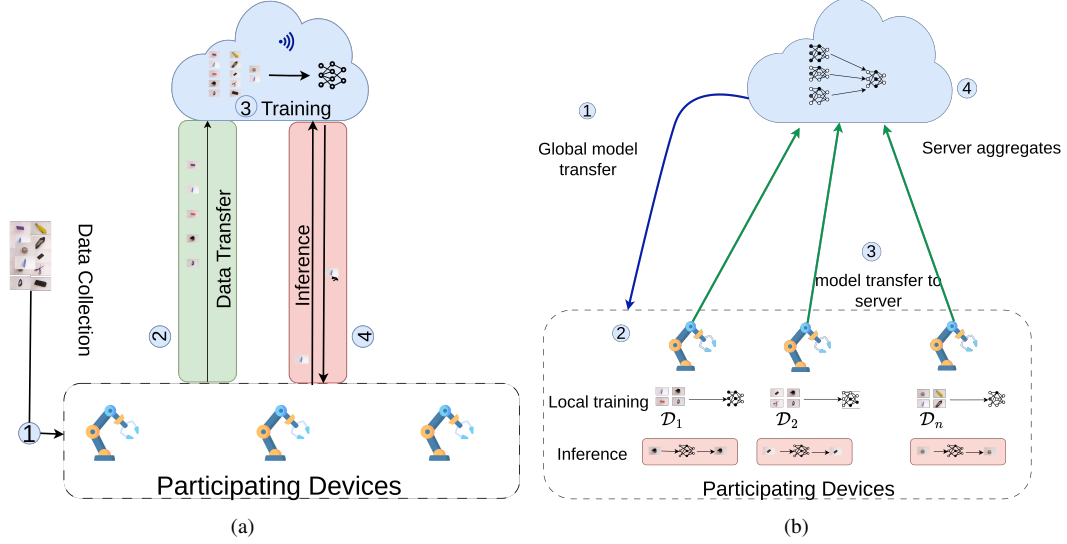 3 Training
Data Collection
Data Transfer
Inference
2
4
1
Participating Devices
(a)
1
Global model
transfer
4
Server aggregates
3
model transfer to
server
2
Local training
𝒟1
𝒟2
𝒟n
Inference
Participating Devices
(b)